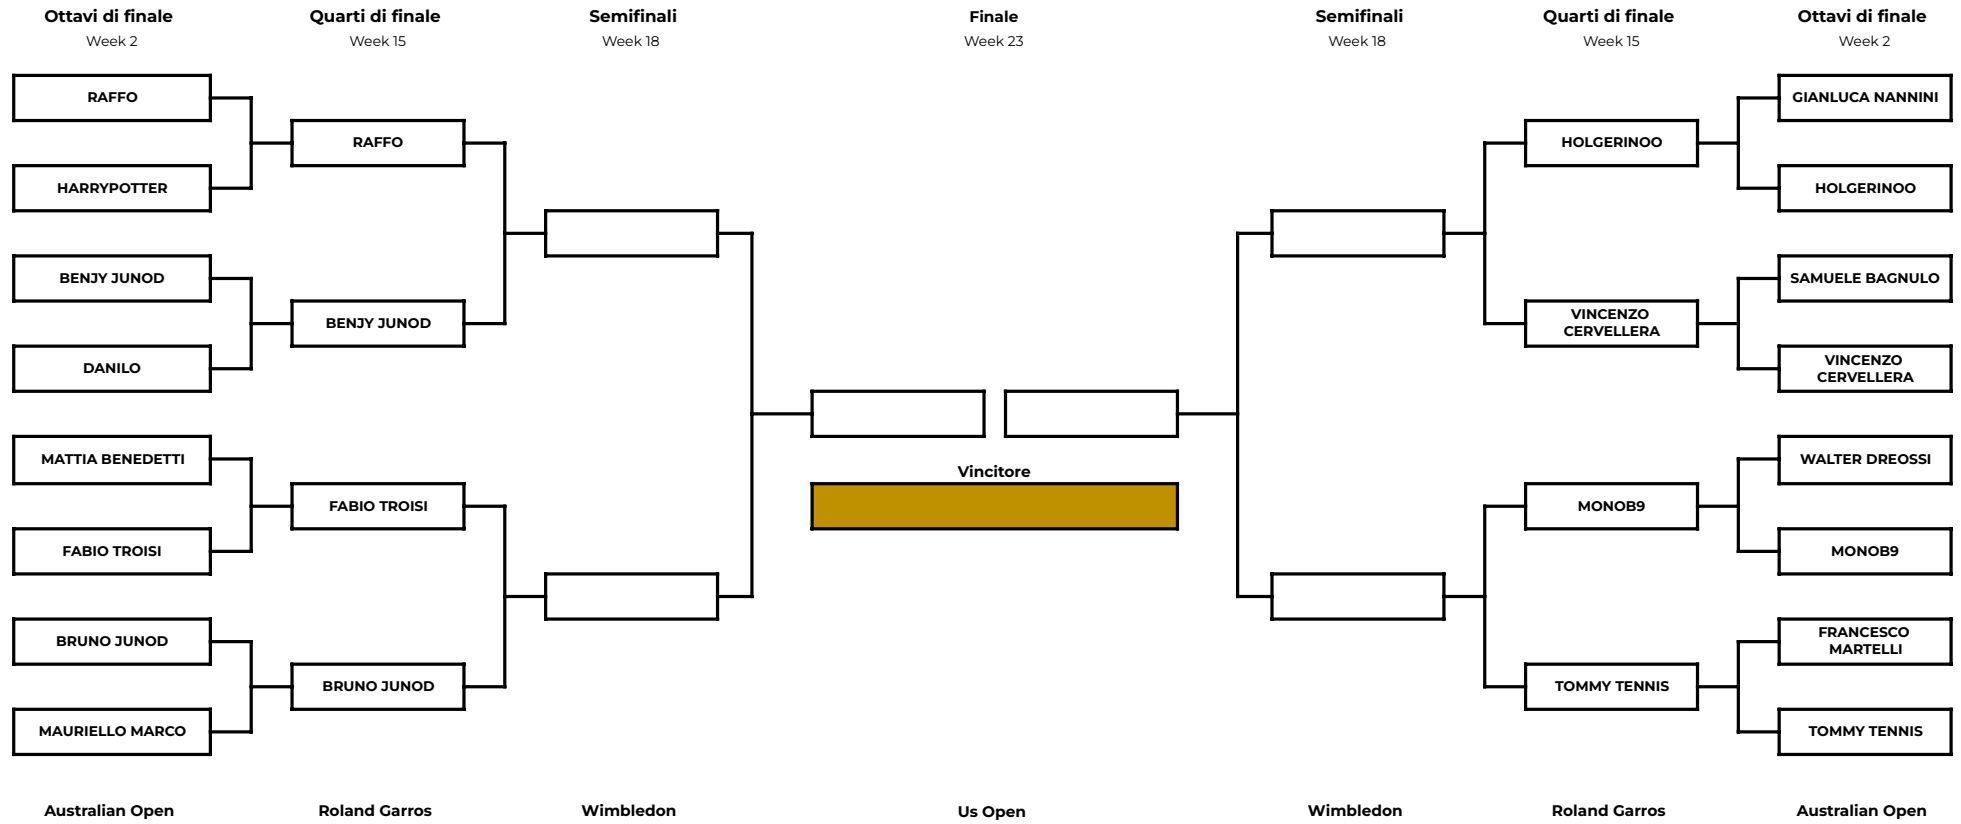 Ottavi di finale
Quarti di finale
Semifinali
Finale
Semifinali
Quarti di finale
Ottavi di finale
Week 2
Week 15
Week 18
Week 23
Week 18
Week 15
Week 2
RAFFO
GIANLUCA NANNINI
RAFFO
HOLGERINOO
HARRYPOTTER
HOLGERINOO
BENJY JUNOD
SAMUELE BAGNULO
BENJY JUNOD
VINCENZO
CERVELLERA
DANILO
VINCENZO
CERVELLERA
MATTIA BENEDETTI
WALTER DREOSSI
Vincitore
FABIO TROISI
MONOB9
FABIO TROISI
MONOB9
BRUNO JUNOD
FRANCESCO
MARTELLI
BRUNO JUNOD
TOMMY TENNIS
MAURIELLO MARCO
TOMMY TENNIS
Australian Open
Roland Garros
Wimbledon
Us Open
Wimbledon
Roland Garros
Australian Open